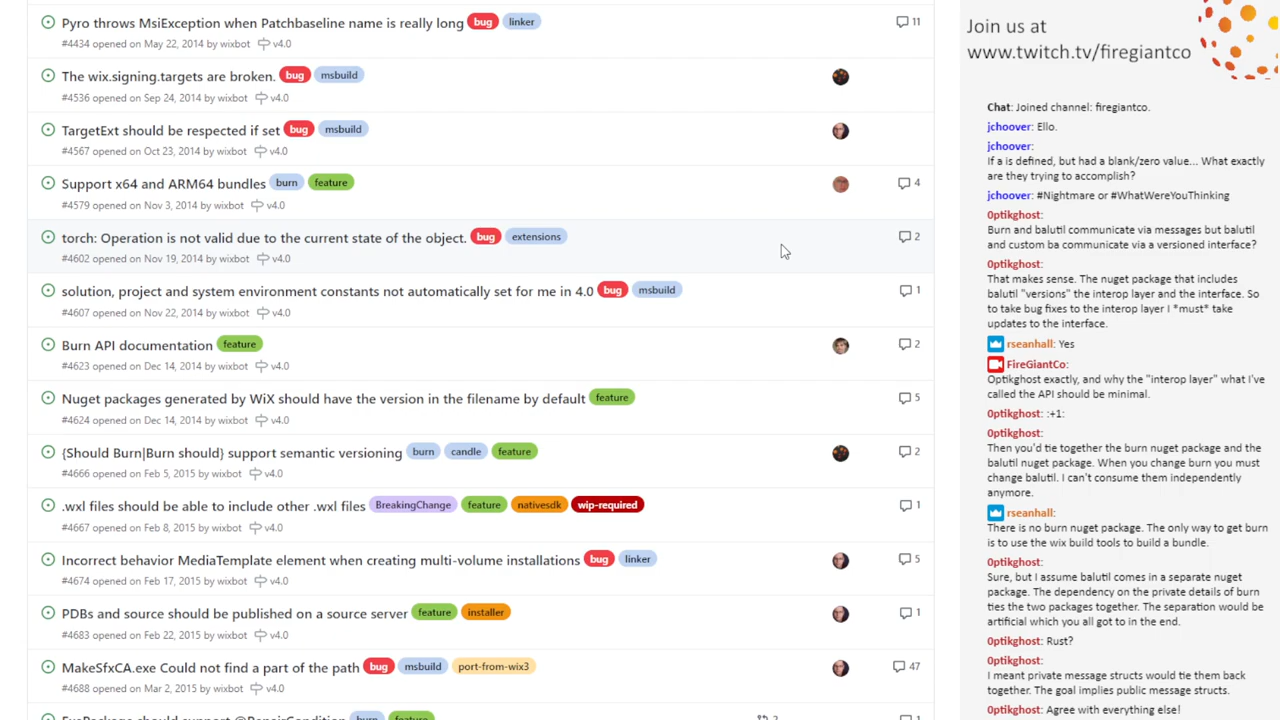 Pyro throws MsiException when Patchbaseline name is really long bug linker 11
#4434 opened on May 22, 2014 by wixbot v4.0
The wix.signing.targets are broken. bug msbuild
#4536 opened on Sep 24, 2014 by wixbot v4.0
TargetExt should be respected if set bug msbuild
#4567 opened on Oct 23, 2014 by wixbot v4.0
Support x64 and ARM64 bundles burn feature 4
#4579 opened on Nov 3, 2014 by wixbot v4.0
torch: Operation is not valid due to the current state of the object. bug extensions 2
#4602 opened on Nov 19, 2014 by wixbot v4.0
solution, project and system environment constants not automatically set for me in 4.0 bug msbuild 1
#4607 opened on Nov 22, 2014 by wixbot v4.0
Burn API documentation feature 2
#4623 opened on Dec 14, 2014 by wixbot v4.0
Nuget packages generated by WiX should have the version in the filename by default feature 5
#4624 opened on Dec 14, 2014 by wixbot v4.0
{Should Burn|Burn should} support semantic versioning burn candle feature 2
#4666 opened on Feb 5, 2015 by wixbot v4.0
.wxl files should be able to include other .wxl files BreakingChange feature nativesdk wip-required 1
#4667 opened on Feb 8, 2015 by wixbot v4.0
Incorrect behavior MediaTemplate element when creating multi-volume installations bug linker 5
#4674 opened on Feb 17, 2015 by wixbot v4.0
PDBs and source should be published on a source server feature installer 1
#4683 opened on Feb 22, 2015 by wixbot v4.0
MakeSfxCA.exe Could not find a part of the path bug msbuild port-from-wix3 47
#4688 opened on Mar 2, 2015 by wixbot v4.0
ExePackage should support @RepairCondition burn feature 2 1
Join us at
www.twitch.tv/firegiantco
Chat: Joined channel: firegiantco.
jchoover: Ello.
jchoover:
If a is defined, but had a blank/zero value... What exactly
are they trying to accomplish?
jchoover: #Nightmare or #WhatWereYouThinking
0ptikghost:
Burn and balutil communicate via messages but balutil
and custom ba communicate via a versioned interface?
0ptikghost:
That makes sense. The nuget package that includes
balutil "versions" the interop layer and the interface. So
to take bug fixes to the interop layer I *must* take
updates to the interface.
rseanhall: Yes
FireGiantCo:
Optikghost exactly, and why the "interop layer" what I've
called the API should be minimal.
0ptikghost: :+1:
0ptikghost:
Then you'd tie together the burn nuget package and the
balutil nuget package. When you change burn you must
change balutil. I can't consume them independently
anymore.
rseanhall:
There is no burn nuget package. The only way to get burn
is to use the wix build tools to build a bundle.
0ptikghost:
Sure, but I assume balutil comes in a separate nuget
package. The dependency on the private details of burn
ties the two packages together. The separation would be
artificial which you all got to in the end.
0ptikghost: Rust?
0ptikghost:
I meant private message structs would tie them back
together. The goal implies public message structs.
0ptikghost: Agree with everything else!